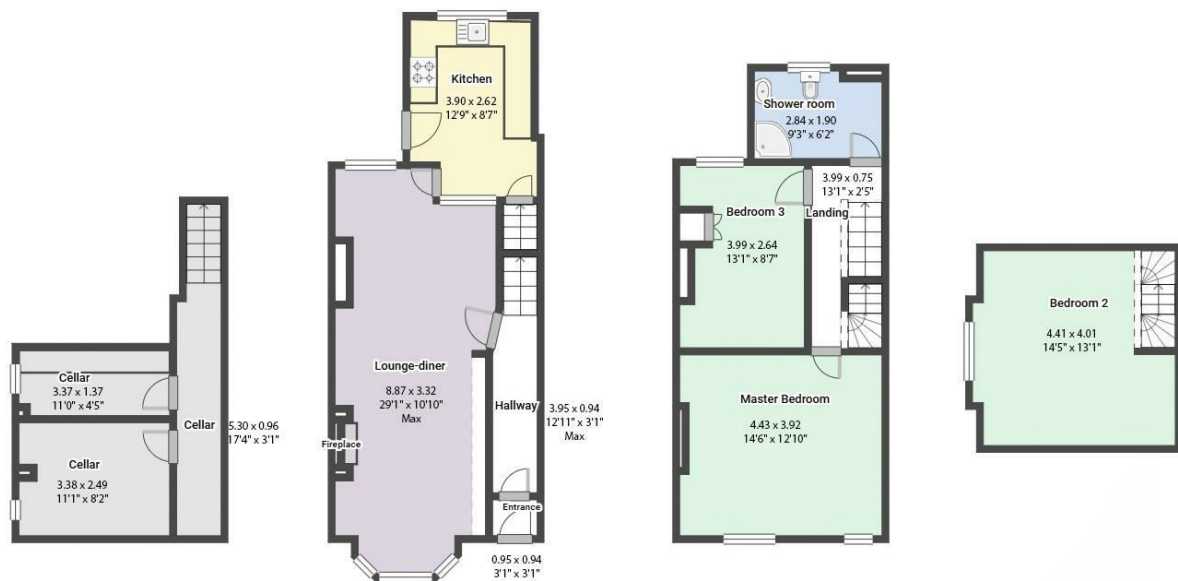 Cellar
3.37 x 1.37
11'0" x 4'5"
Cellar
3.38 x 2.49
11'1" x 8'2"
Cellar
5.30 x 0.96
17'4" x 3'1"
Kitchen
3.90 x 2.62
12'9" x 8'7"
Lounge-diner
8.87 x 3.32
29'1" x 10'10"
Max
Fireplace
Hallway
3.95 x 0.94
12'11" x 3'1"
Max
Entrance
0.95 x 0.94
3'1" x 3'1"
Shower room
2.84 x 1.90
9'3" x 6'2"
3.99 x 0.75
13'1" x 2'5"
Landing
Bedroom 3
3.99 x 2.64
13'1" x 8'7"
Master Bedroom
4.43 x 3.92
14'6" x 12'10"
Bedroom 2
4.41 x 4.01
14'5" x 13'1"